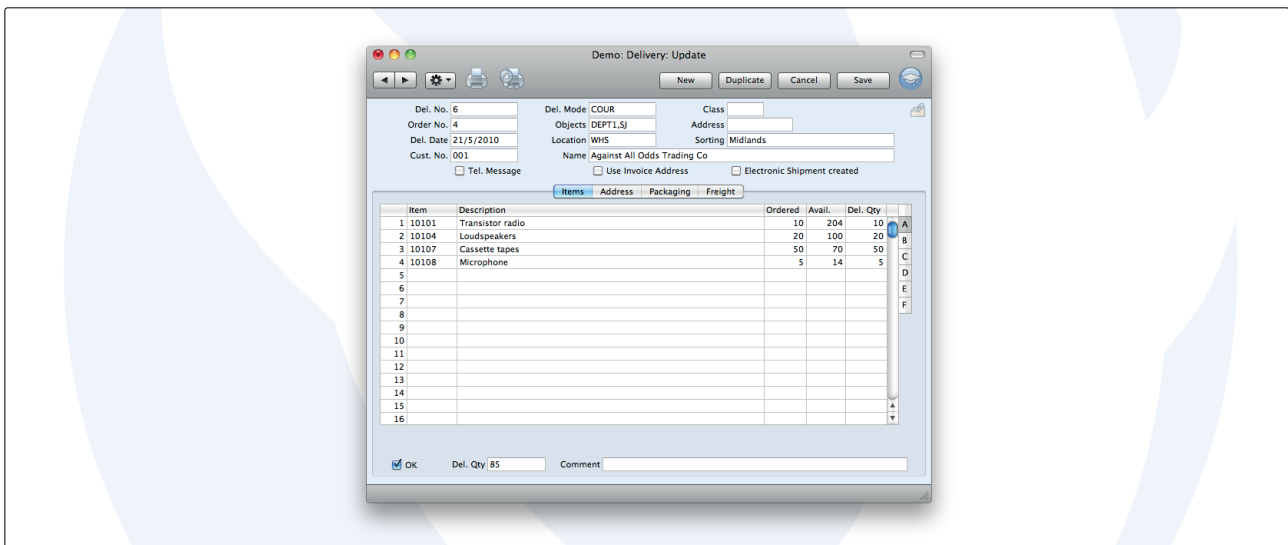 Demo: Delivery: Update
New Duplicate Cancel Save
Del. No. 6 Del. Mode COUR Class
Order No. 4 Objects DEPT1,SJ Address
Del. Date 21/5/2010 Location WHS Sorting Midlands
Cust. No. 001 Name Against All Odds Trading Co
Tel. Message Use Invoice Address Electronic Shipment created
Items Address Packaging Freight
Item Description Ordered Avail. Del. Qty
1 10101 Transistor radio 10 204 10 A
2 10104 Loudspeakers 20 100 20 B
3 10107 Cassette tapes 50 70 50 C
4 10108 Microphone 5 14 5 D
5
6 E
7 F
8
9
10
11
12
13
14
15
16
OK Del. Qty 85 Comment